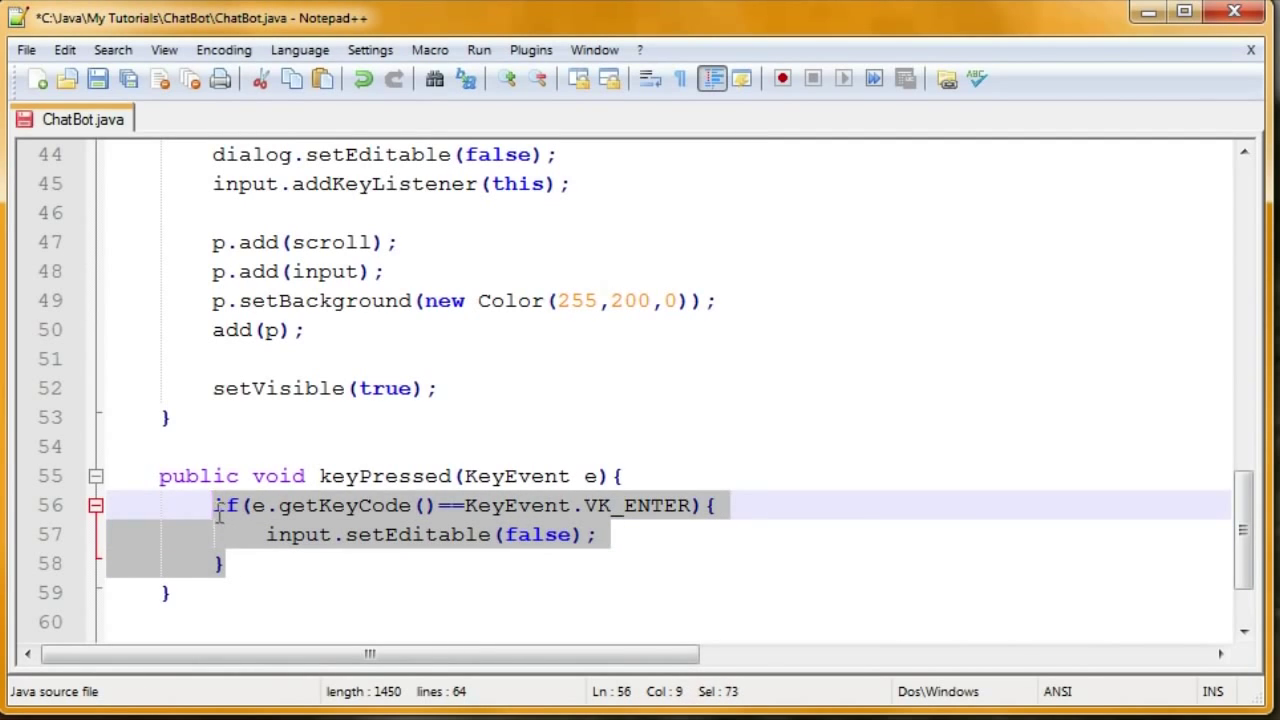 *C:\Java\My Tutorials\ChatBot\ChatBot.java - Notepad++
File Edit Search View Encoding Language Settings Macro Run Plugins Window ? X
ABC
ChatBot.java
44 dialog.setEditable(false);
45 input.addKeyListener(this);
46
47 p.add(scroll);
48 p.add(input);
49 p.setBackground(new Color(255,200,0));
50 add(p);
51
52 setVisible(true);
53 }
54
55 public void keyPressed(KeyEvent e){
56 if(e.getKeyCode()==KeyEvent.VK_ENTER){
57 input.setEditable(false);
58 }
59 }
60
Java source file length : 1450 lines : 64 Ln : 56 Col : 9 Sel : 73 Dos\Windows ANSI INS